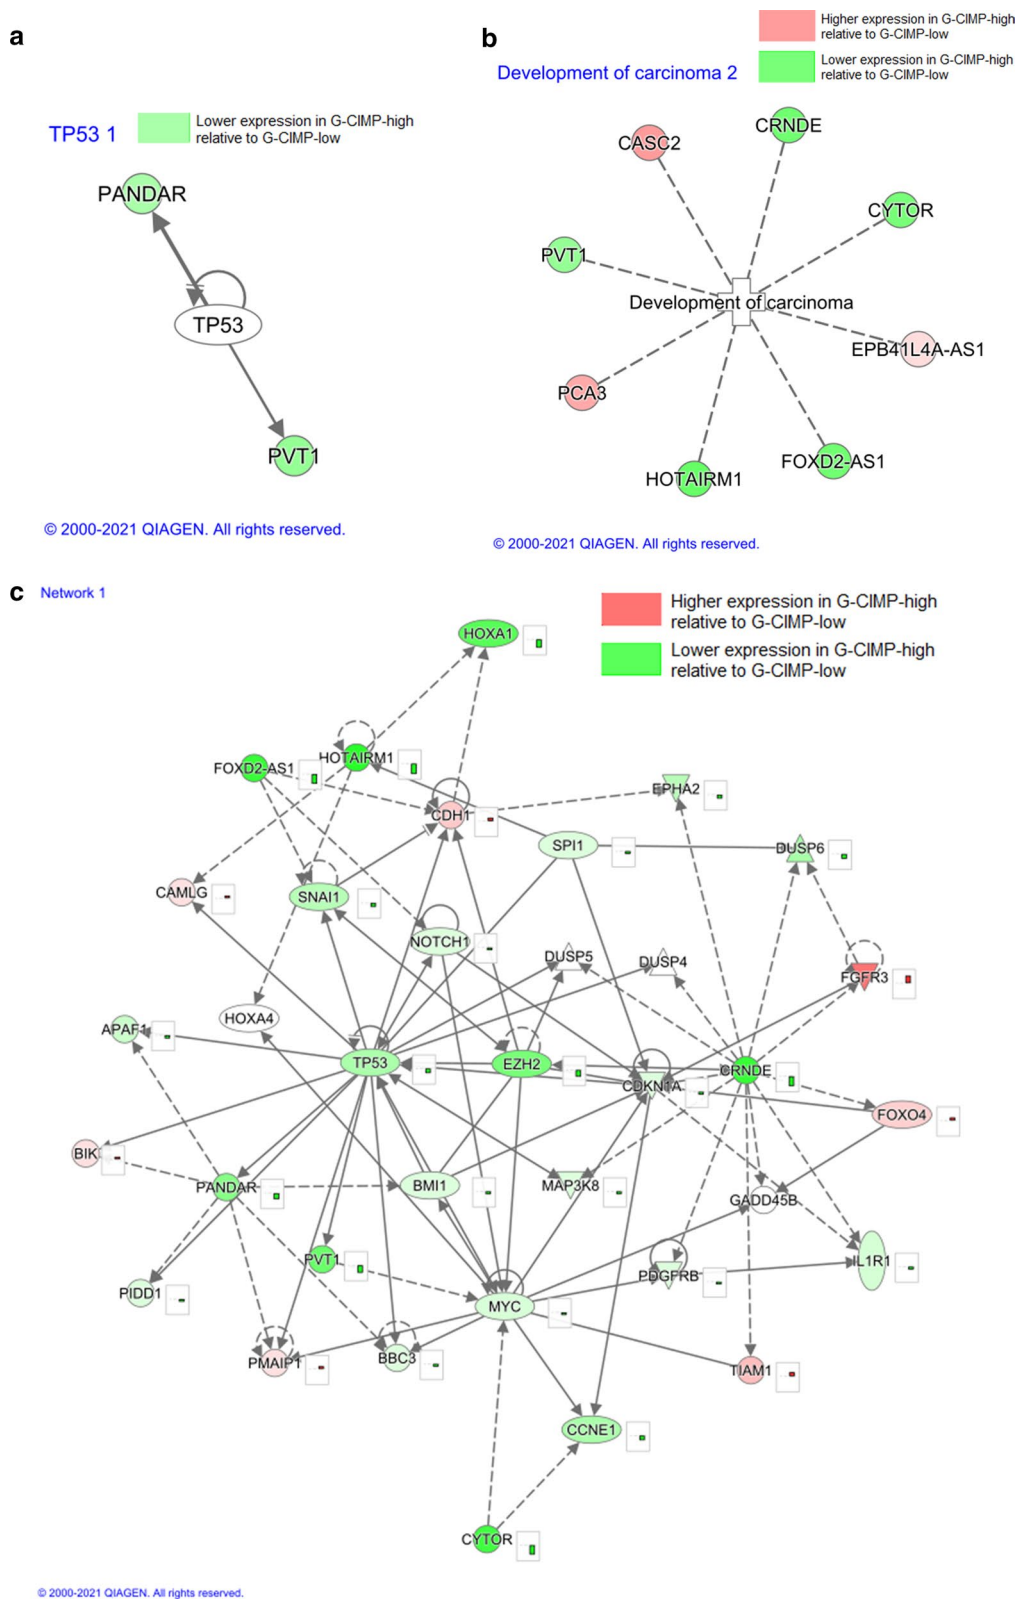 a
TP53 1
Lower expression in G-CIMP-high
relative to G-CIMP-low
PANDAR
TP53
PVT1
© 2000-2021 QIAGEN. All rights reserved.
b
Development of carcinoma 2
Higher expression in G-CIMP-high
relative to G-CIMP-low
Lower expression in G-CIMP-high
relative to G-CIMP-low
CASC2
CRNDE
CYTOR
PVT1
Development of carcinoma
EPB41L4A-AS1
PCA3
HOTAIRM1
FOXD2-AS1
© 2000-2021 QIAGEN. All rights reserved.
c
Network 1
Higher expression in G-CIMP-high
relative to G-CIMP-low
Lower expression in G-CIMP-high
relative to G-CIMP-low
HOXA1
FOXD2-AS1
HOTAIRM1
CDH1
EPHA2
SPI1
DUSP6
CAMLG
SNAI1
NOTCH1
DUSP5
DUSP4
FGFR3
HOXA4
APAF1
TP53
EZH2
CDKN1A
CRNDE
FOXO4
BIK
PANDAR
BMI1
MAP3K8
GADD45B
PVT1
PDGFRB
IL1R1
PIDD1
MYC
PMAIP1
BBC3
TIAM1
CCNE1
CYTOR
© 2000-2021 QIAGEN. All rights reserved.